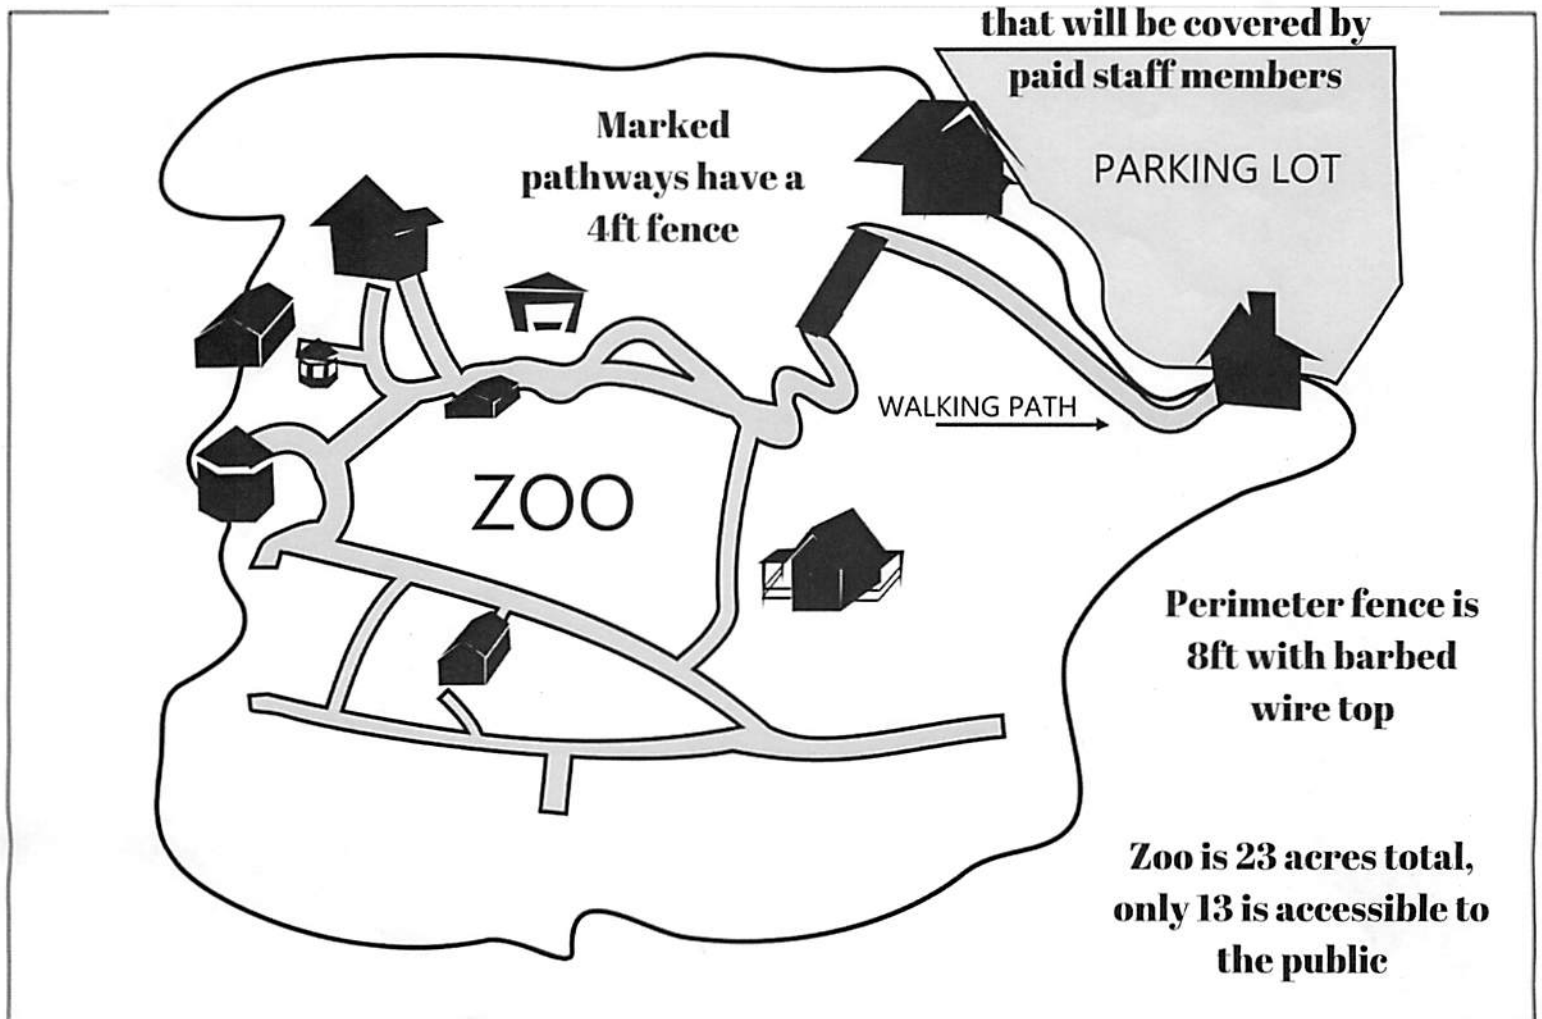 that will be covered by
paid staff members
PARKING LOT
Marked
pathways have a
4ft fence
WALKING PATH
ZOO
Perimeter fence is
8ft with barbed
wire top
Zoo is 23 acres total,
only 13 is accessible to
the public